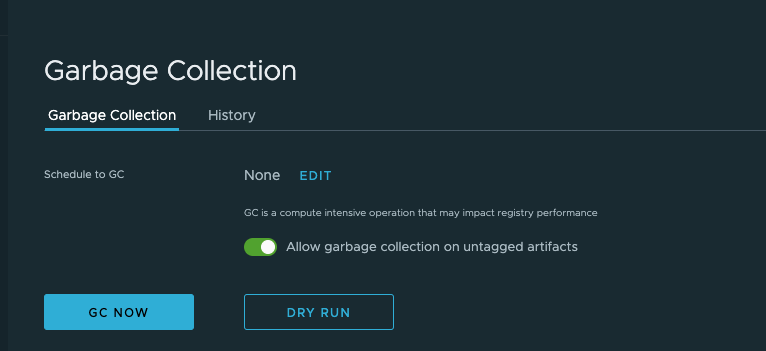 Garbage Collection
Garbage Collection History
Schedule to GC None EDIT
GC is a compute intensive operation that may impact registry performance
Allow garbage collection on untagged artifacts
GC NOW DRY RUN